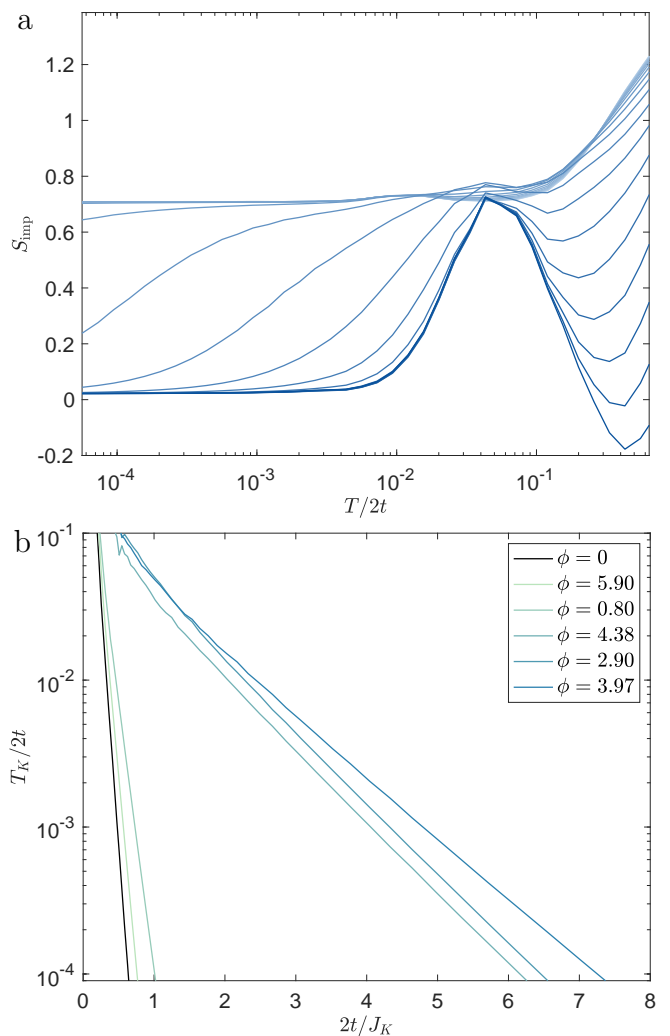 a
1.2
1
0.8
0.6
0.4
0.2
0
-0.2
S_imp
10^-4
10^-3
10^-2
10^-1
T/2t
b
10^-1
10^-2
10^-3
10^-4
T_K/2t
ϕ = 0
ϕ = 5.90
ϕ = 0.80
ϕ = 4.38
ϕ = 2.90
ϕ = 3.97
0 1 2 3 4 5 6 7 8
2t/J_K